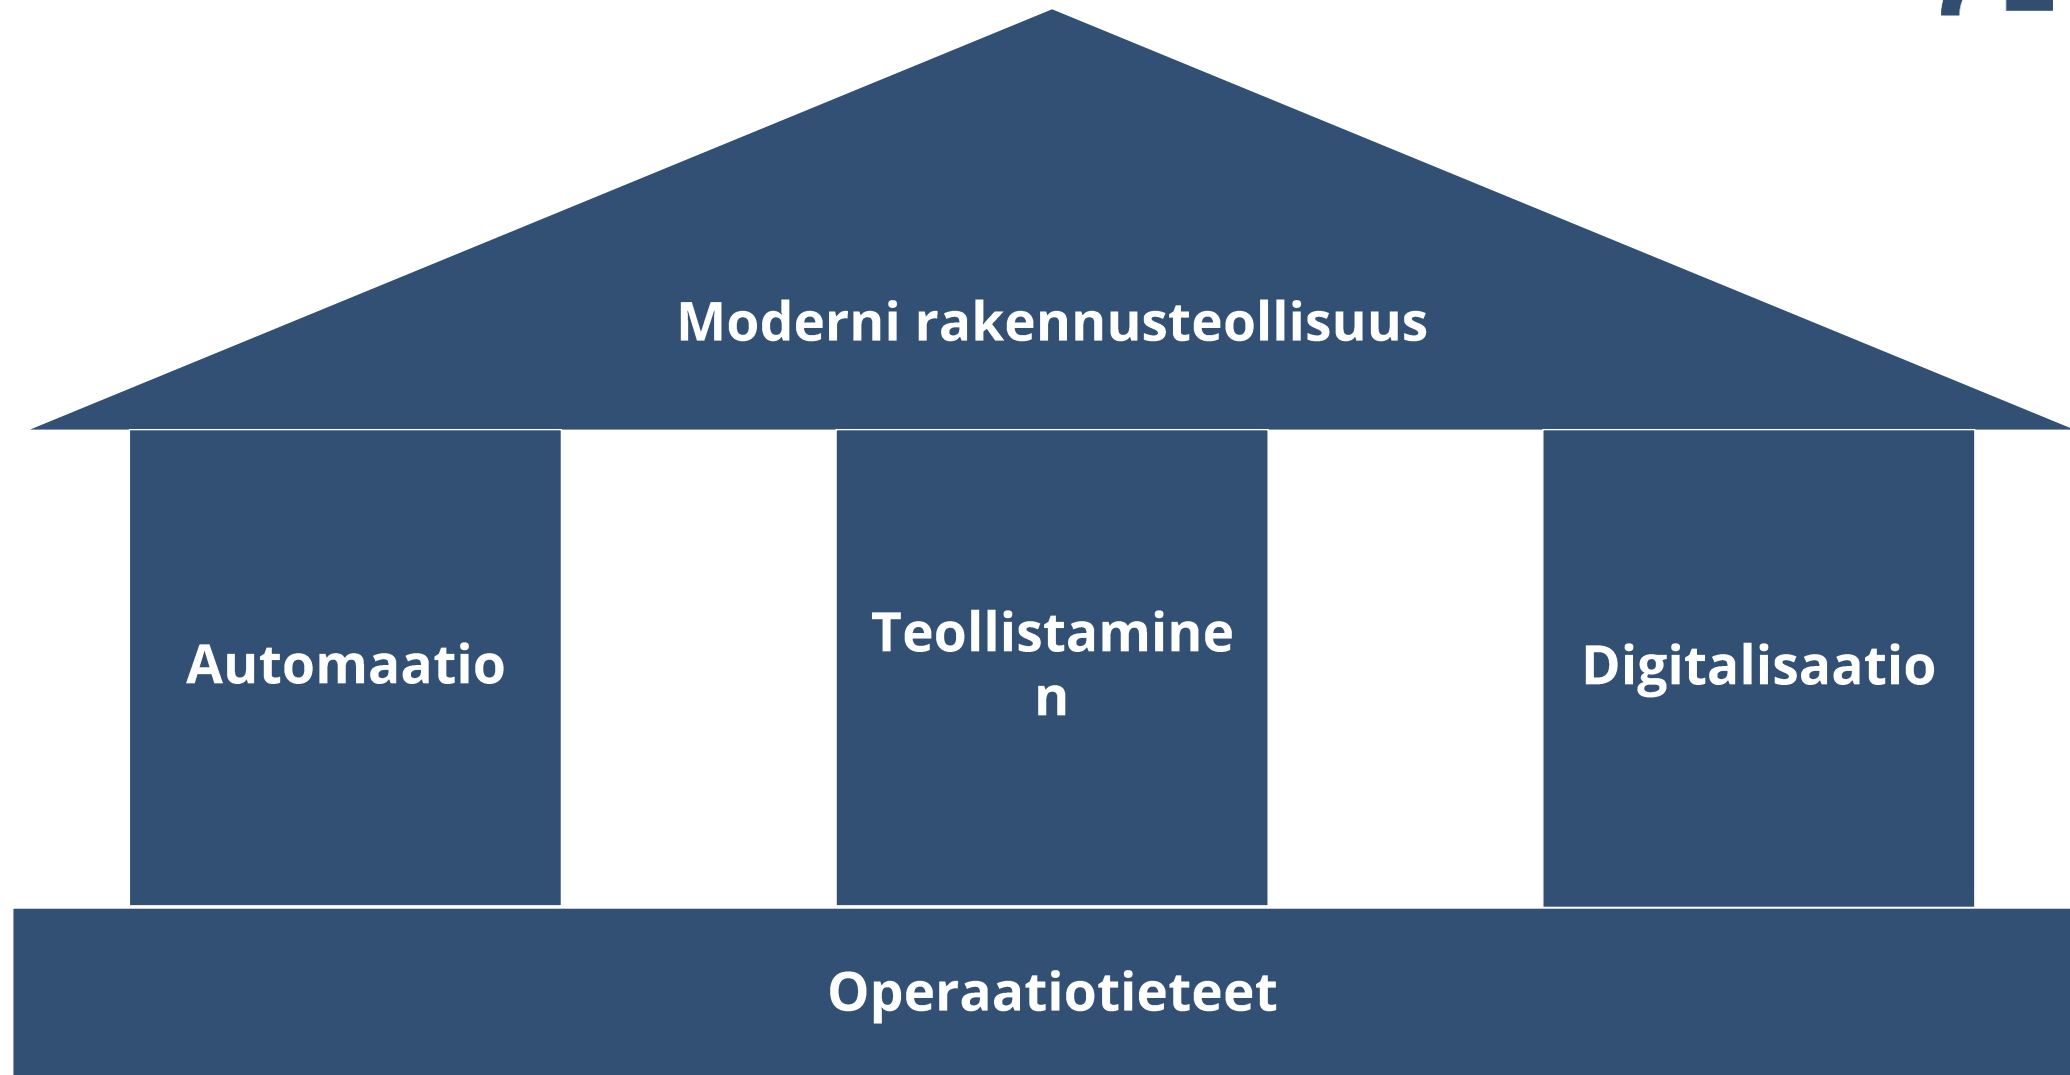 Moderni rakennusteollisuus
Automaatio
Teollistamine
n
Digitalisaatio
Operaatiotieteet